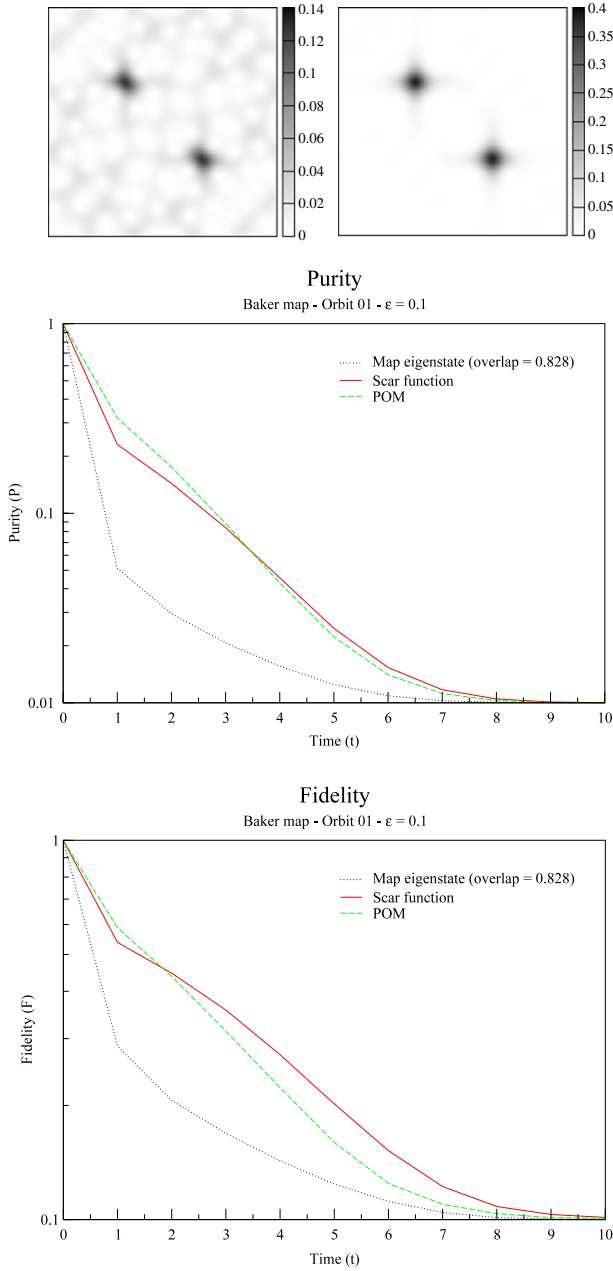 0.14
0.12
0.1
0.08
0.06
0.04
0.02
0
0.4
0.35
0.3
0.25
0.2
0.15
0.1
0.05
0
Purity
Baker map - Orbit 01 - ε = 0.1
Map eigenstate (overlap = 0.828)
Scar function
POM
Purity (P)
1
0.1
0.01
0 1 2 3 4 5 6 7 8 9 10
Time (t)
Fidelity
Baker map - Orbit 01 - ε = 0.1
Map eigenstate (overlap = 0.828)
Scar function
POM
Fidelity (F)
1
0.1
0 1 2 3 4 5 6 7 8 9 10
Time (t)